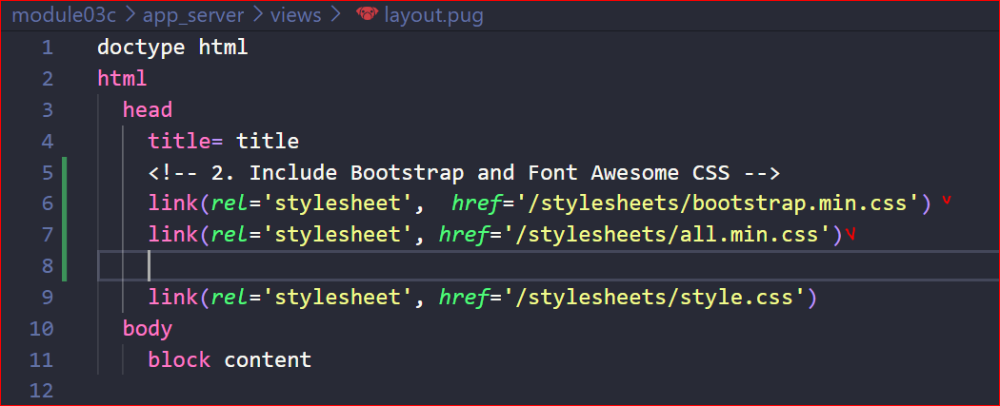 module03c > app_server > views > layout.pug
1 doctype html
2 html
3 head
4 title= title
5 <!-- 2. Include Bootstrap and Font Awesome CSS -->
6 link(rel='stylesheet',  href='/stylesheets/bootstrap.min.css')
7 link(rel='stylesheet', href='/stylesheets/all.min.css')
8
9 link(rel='stylesheet', href='/stylesheets/style.css')
10 body
11 block content
12